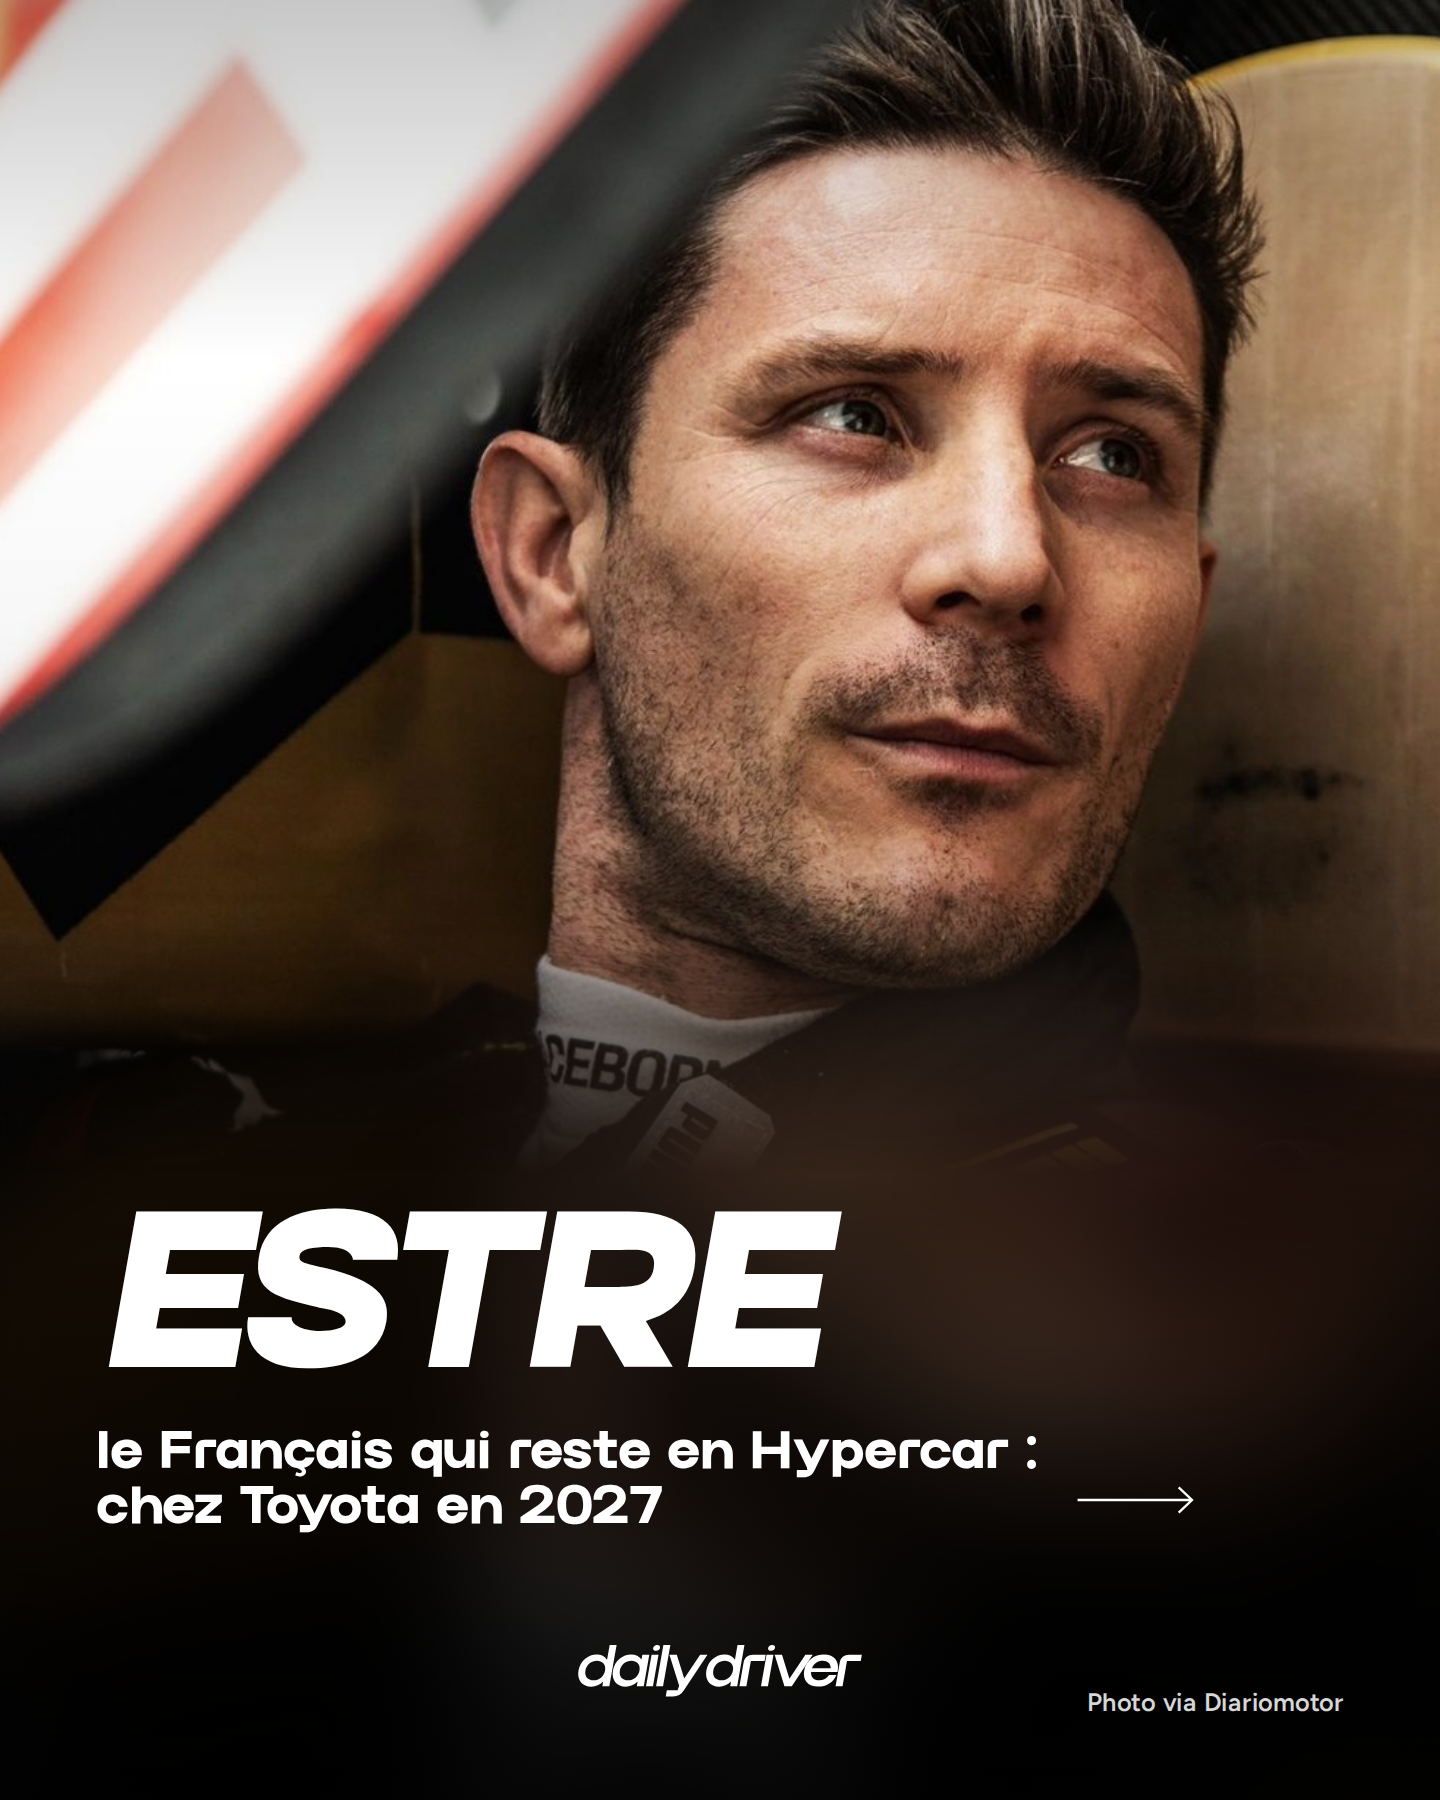 ESTRE
le Français qui reste en Hypercar :
chez Toyota en 2027
dailydriver
Photo via Diariomotor